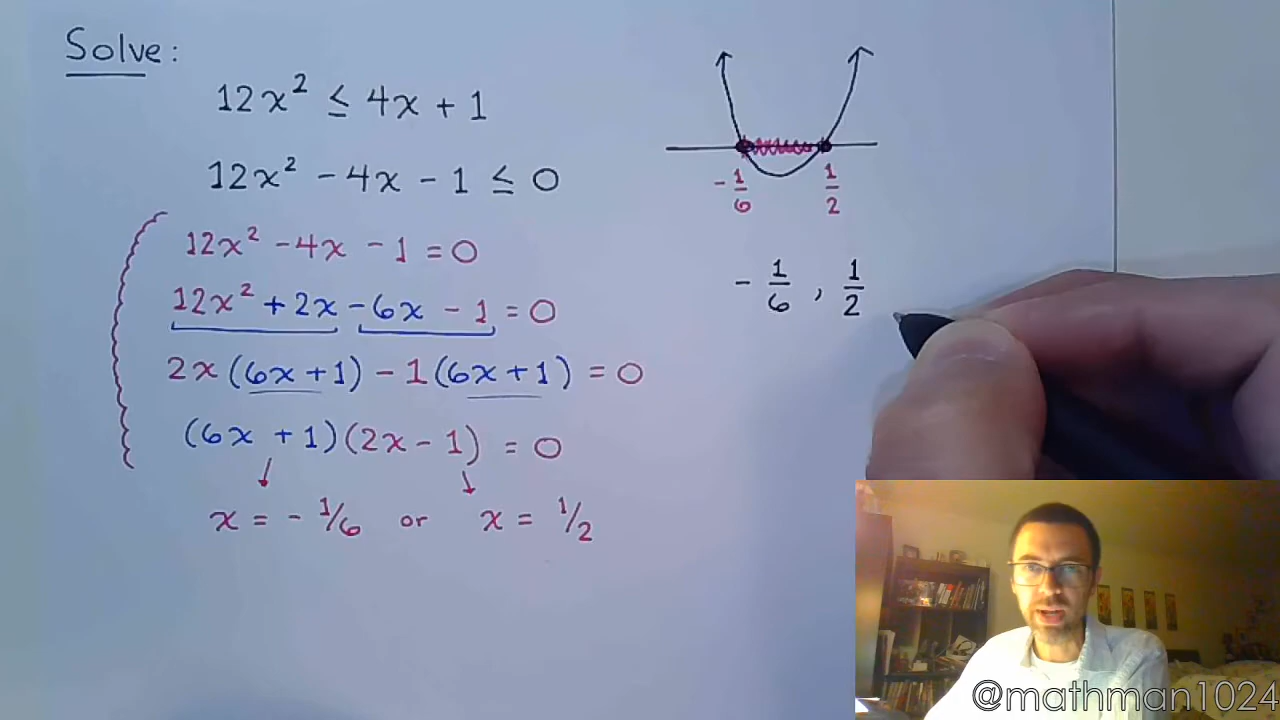 Solve:
12x² ≤ 4x + 1
12x² - 4x - 1 ≤ 0
12x² - 4x - 1 = 0
12x² + 2x - 6x - 1 = 0
2x (6x + 1) - 1 (6x + 1) = 0
(6x + 1)(2x - 1) = 0
x = - 1/6 or x = 1/2
- 1/6 1/2
- 1/6 , 1/2
@mathman1024